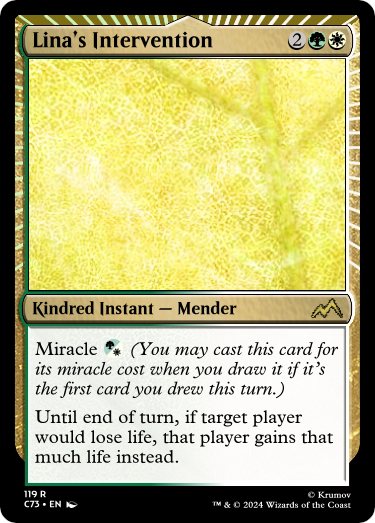 Lina's Intervention 2
Kindred Instant — Mender
Miracle (You may cast this card for
its miracle cost when you draw it if it's
the first card you drew this turn.)
Until end of turn, if target player
would lose life, that player gains that
much life instead.
119 R
C73 • EN Krumov
™ & © 2024 Wizards of the Coast